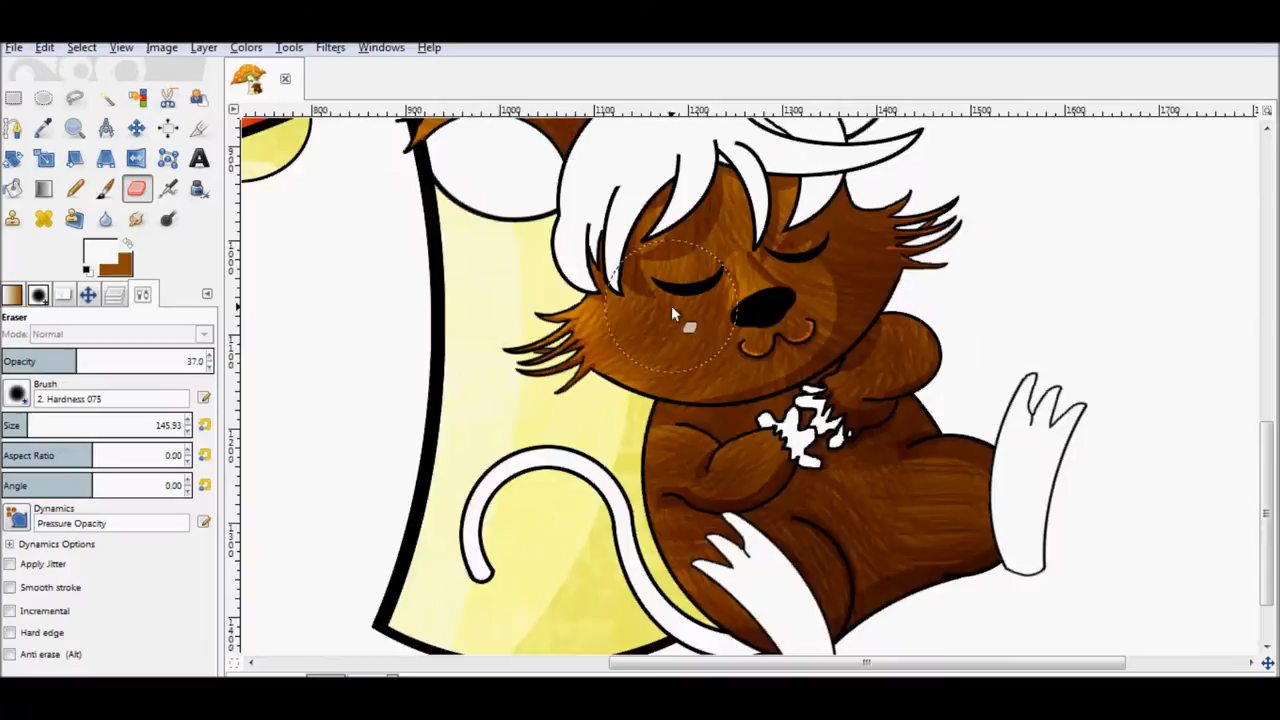 File Edit Select View Image Layer Colors Tools Filters Windows Help
800 900 1000 1100 1200 1300 1400 1500 1600 1700
Eraser
Mode: Normal
Opacity 37.0
Brush
2. Hardness 075
Size 145.93
Aspect Ratio 0.00
Angle 0.00
Dynamics
Pressure Opacity
Dynamics Options
Apply Jitter
Smooth stroke
Incremental
Hard edge
Anti erase (Alt)